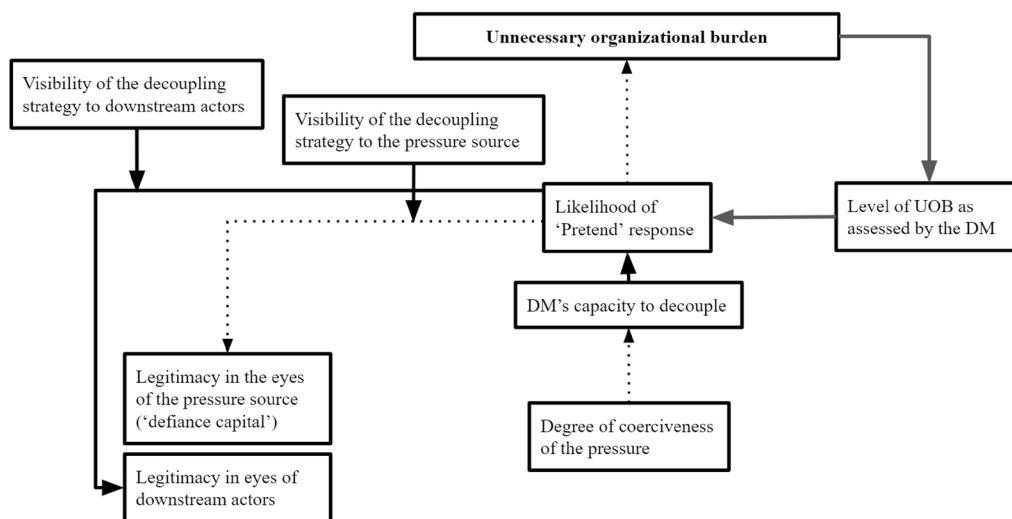 Unnecessary organizational burden
Visibility of the decoupling
strategy to downstream actors
Visibility of the decoupling
strategy to the pressure source
Likelihood of
‘Pretend’ response
Level of UOB as
assessed by the DM
DM’s capacity to decouple
Legitimacy in the eyes
of the pressure source
(‘defiance capital’)
Degree of coerciveness
of the pressure
Legitimacy in eyes of
downstream actors